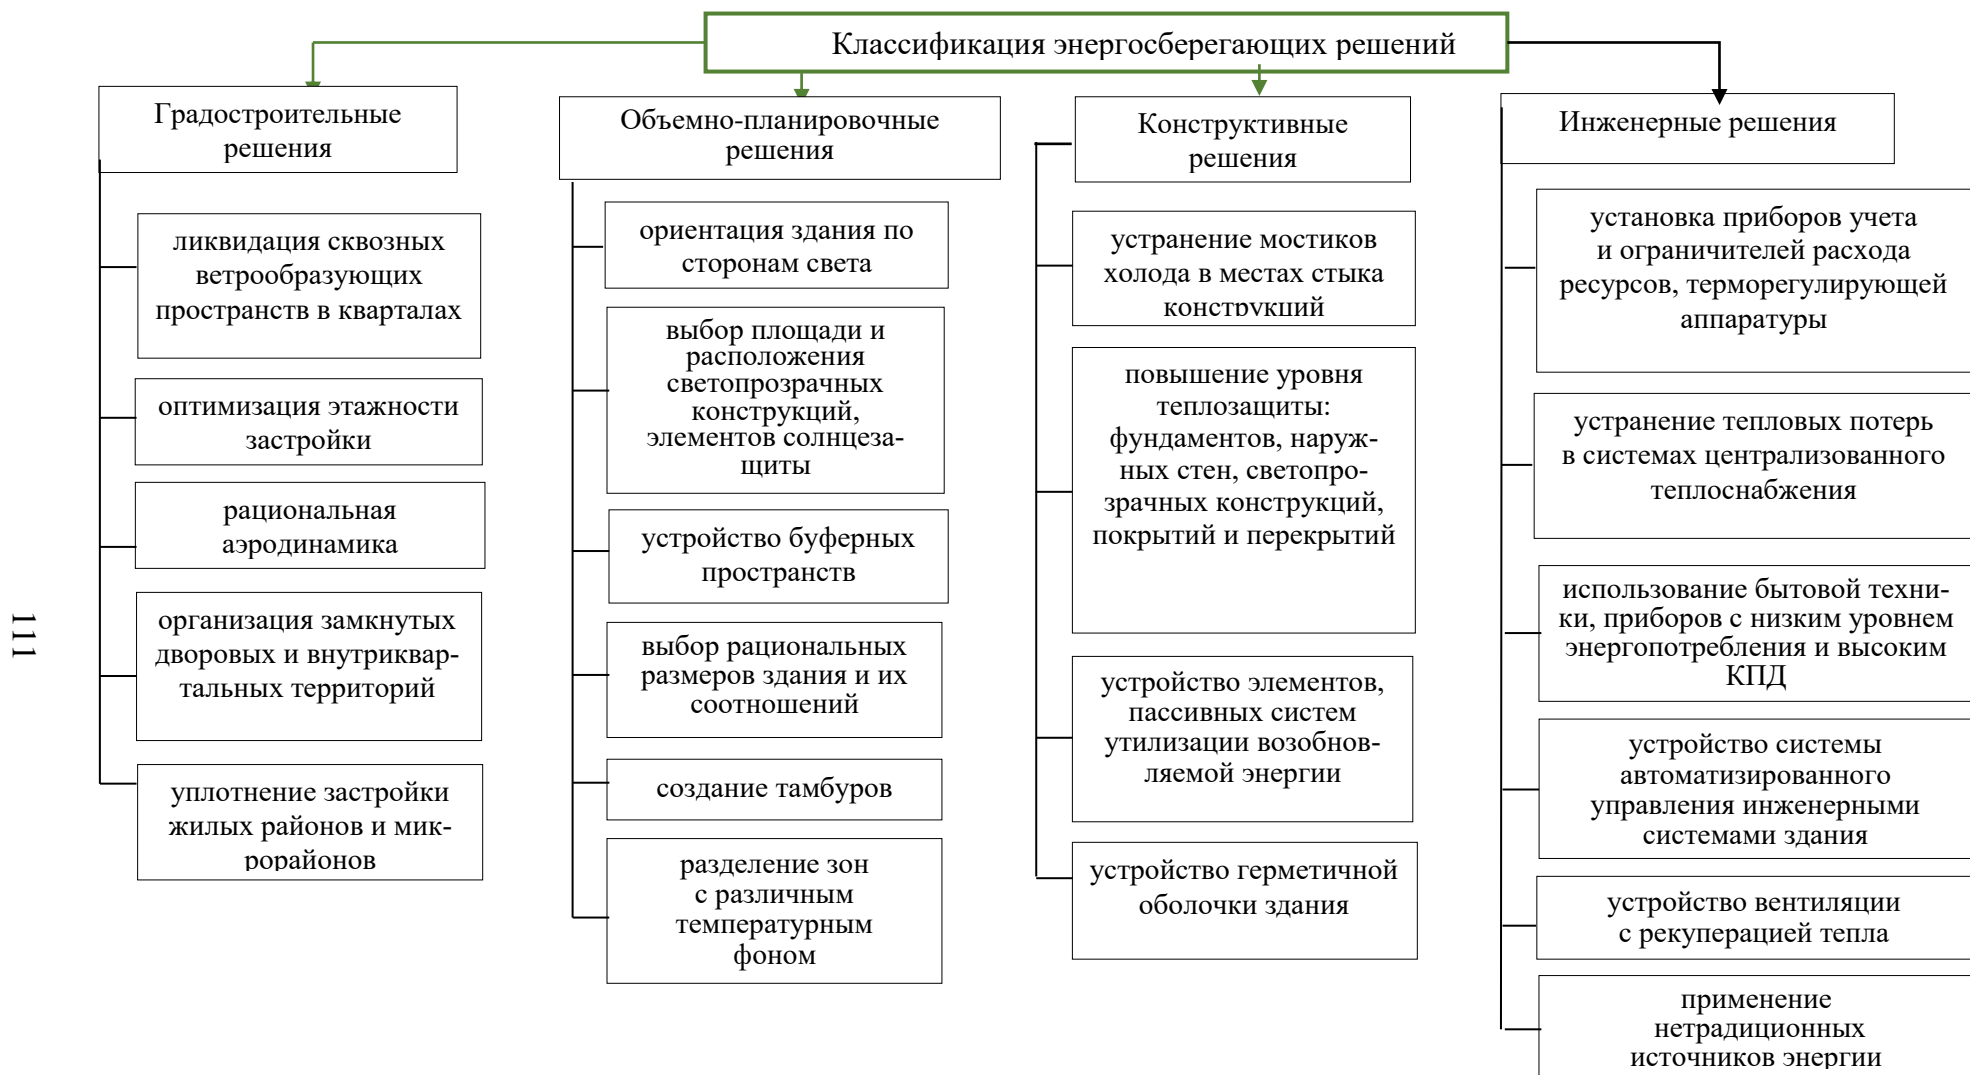 Классификация энергосберегающих решений
Градостроительные
решения
ликвидация сквозных
ветрообразующих
пространств в кварталах
оптимизация этажности
застройки
рациональная
аэродинамика
организация замкнутых
дворовых и внутриквар-
тальных территорий
уплотнение застройки
жилых районов и мик-
рорайонов
Объемно-планировочные
решения
ориентация здания по
сторонам света
выбор площади и
расположения
светопрозрачных
конструкций,
элементов солнцеза-
щиты
устройство буферных
пространств
выбор рациональных
размеров здания и их
соотношений
создание тамбуров
разделение зон
с различным
температурным
фоном
Конструктивные
решения
устранение мостиков
холода в местах стыка
конструкций
повышение уровня
теплозащиты:
фундаментов, наруж-
ных стен, светопро-
зрачных конструкций,
покрытий и перекрытий
устройство элементов,
пассивных систем
утилизации возобнов-
ляемой энергии
устройство герметичной
оболочки здания
Инженерные решения
установка приборов учета
и ограничителей расхода
ресурсов, терморегулирующей
аппаратуры
устранение тепловых потерь
в системах централизованного
теплоснабжения
использование бытовой техни-
ки, приборов с низким уровнем
энергопотребления и высоким
КПД
устройство системы
автоматизированного
управления инженерными
системами здания
устройство вентиляции
с рекуперацией тепла
применение
нетрадиционных
источников энергии
111